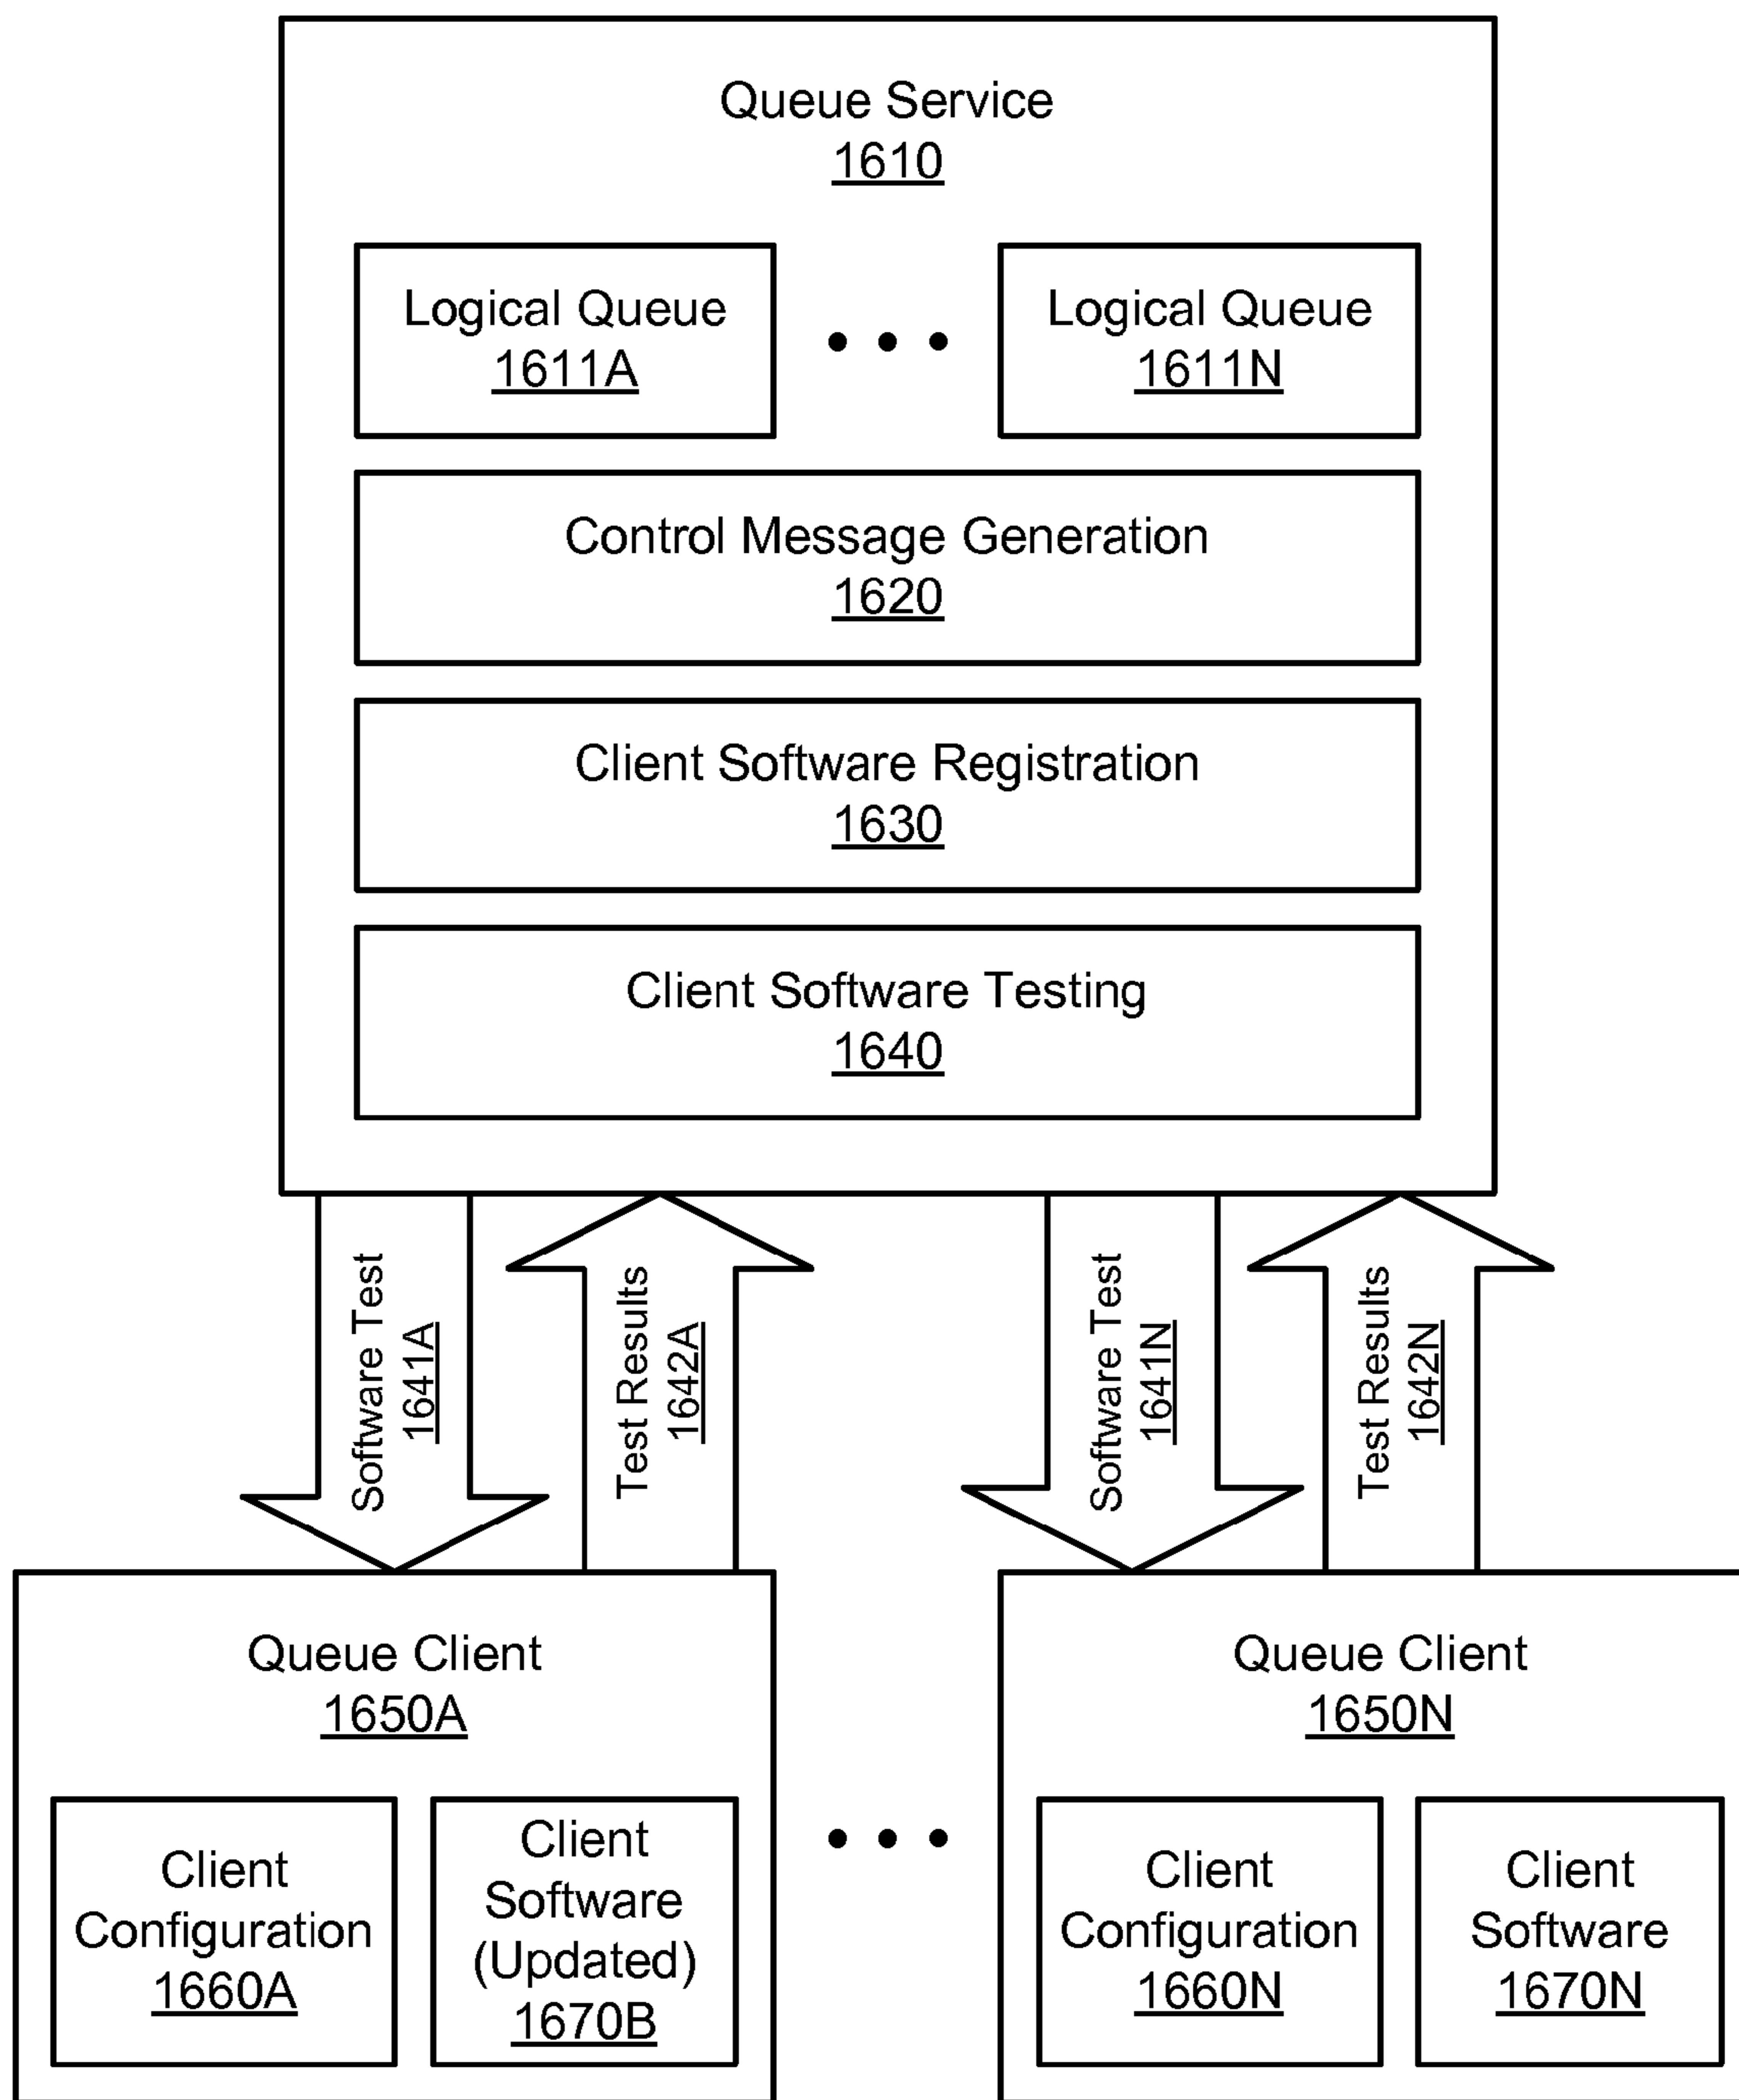 Queue Service
1610
Logical Queue
1611A
Logical Queue
1611N
Control Message Generation
1620
Client Software Registration
1630
Client Software Testing
1640
Software Test
1641A
Test Results
1642A
Software Test
1641N
Test Results
1642N
Queue Client
1650A
Client
Configuration
1660A
Client
Software
(Updated)
1670B
Queue Client
1650N
Client
Configuration
1660N
Client
Software
1670N